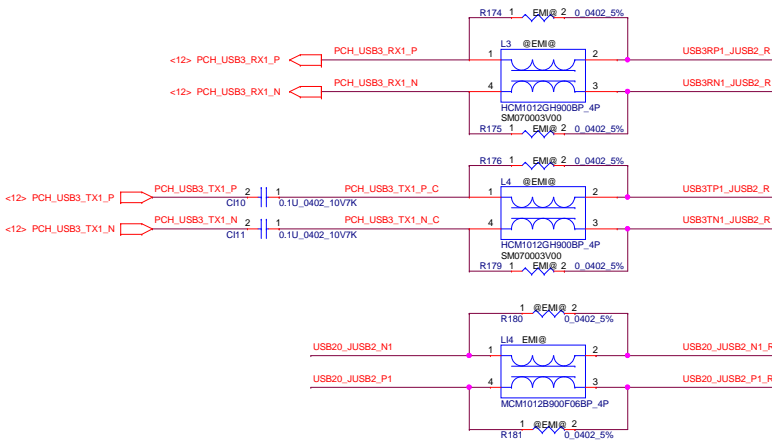 R174 1 EMI@ 2 0_0402_5%
L3 @EMI@
<12> PCH_USB3_RX1_P PCH_USB3_RX1_P 1 2 USB3RP1_JUSB2_R
<12> PCH_USB3_RX1_N PCH_USB3_RX1_N 4 3 USB3RN1_JUSB2_R
HCM1012GH900BP_4P
SM070003V00
R175 1 EMI@ 2 0_0402_5%
R176 1 EMI@ 2 0_0402_5%
L4 @EMI@
<12> PCH_USB3_TX1_P PCH_USB3_TX1_P 2 1 PCH_USB3_TX1_P_C 1 2 USB3TP1_JUSB2_R
CI10 0.1U_0402_10V7K
<12> PCH_USB3_TX1_N PCH_USB3_TX1_N 2 1 PCH_USB3_TX1_N_C 4 3 USB3TN1_JUSB2_R
CI11 0.1U_0402_10V7K
HCM1012GH900BP_4P
SM070003V00
R179 1 EMI@ 2 0_0402_5%
1 @EMI@ 2
R180 0_0402_5%
LI4 EMI@
USB20_JUSB2_N1 1 2 USB20_JUSB2_N1_R
USB20_JUSB2_P1 4 3 USB20_JUSB2_P1_R
MCM1012B900F06BP_4P
1 @EMI@ 2
R181 0_0402_5%